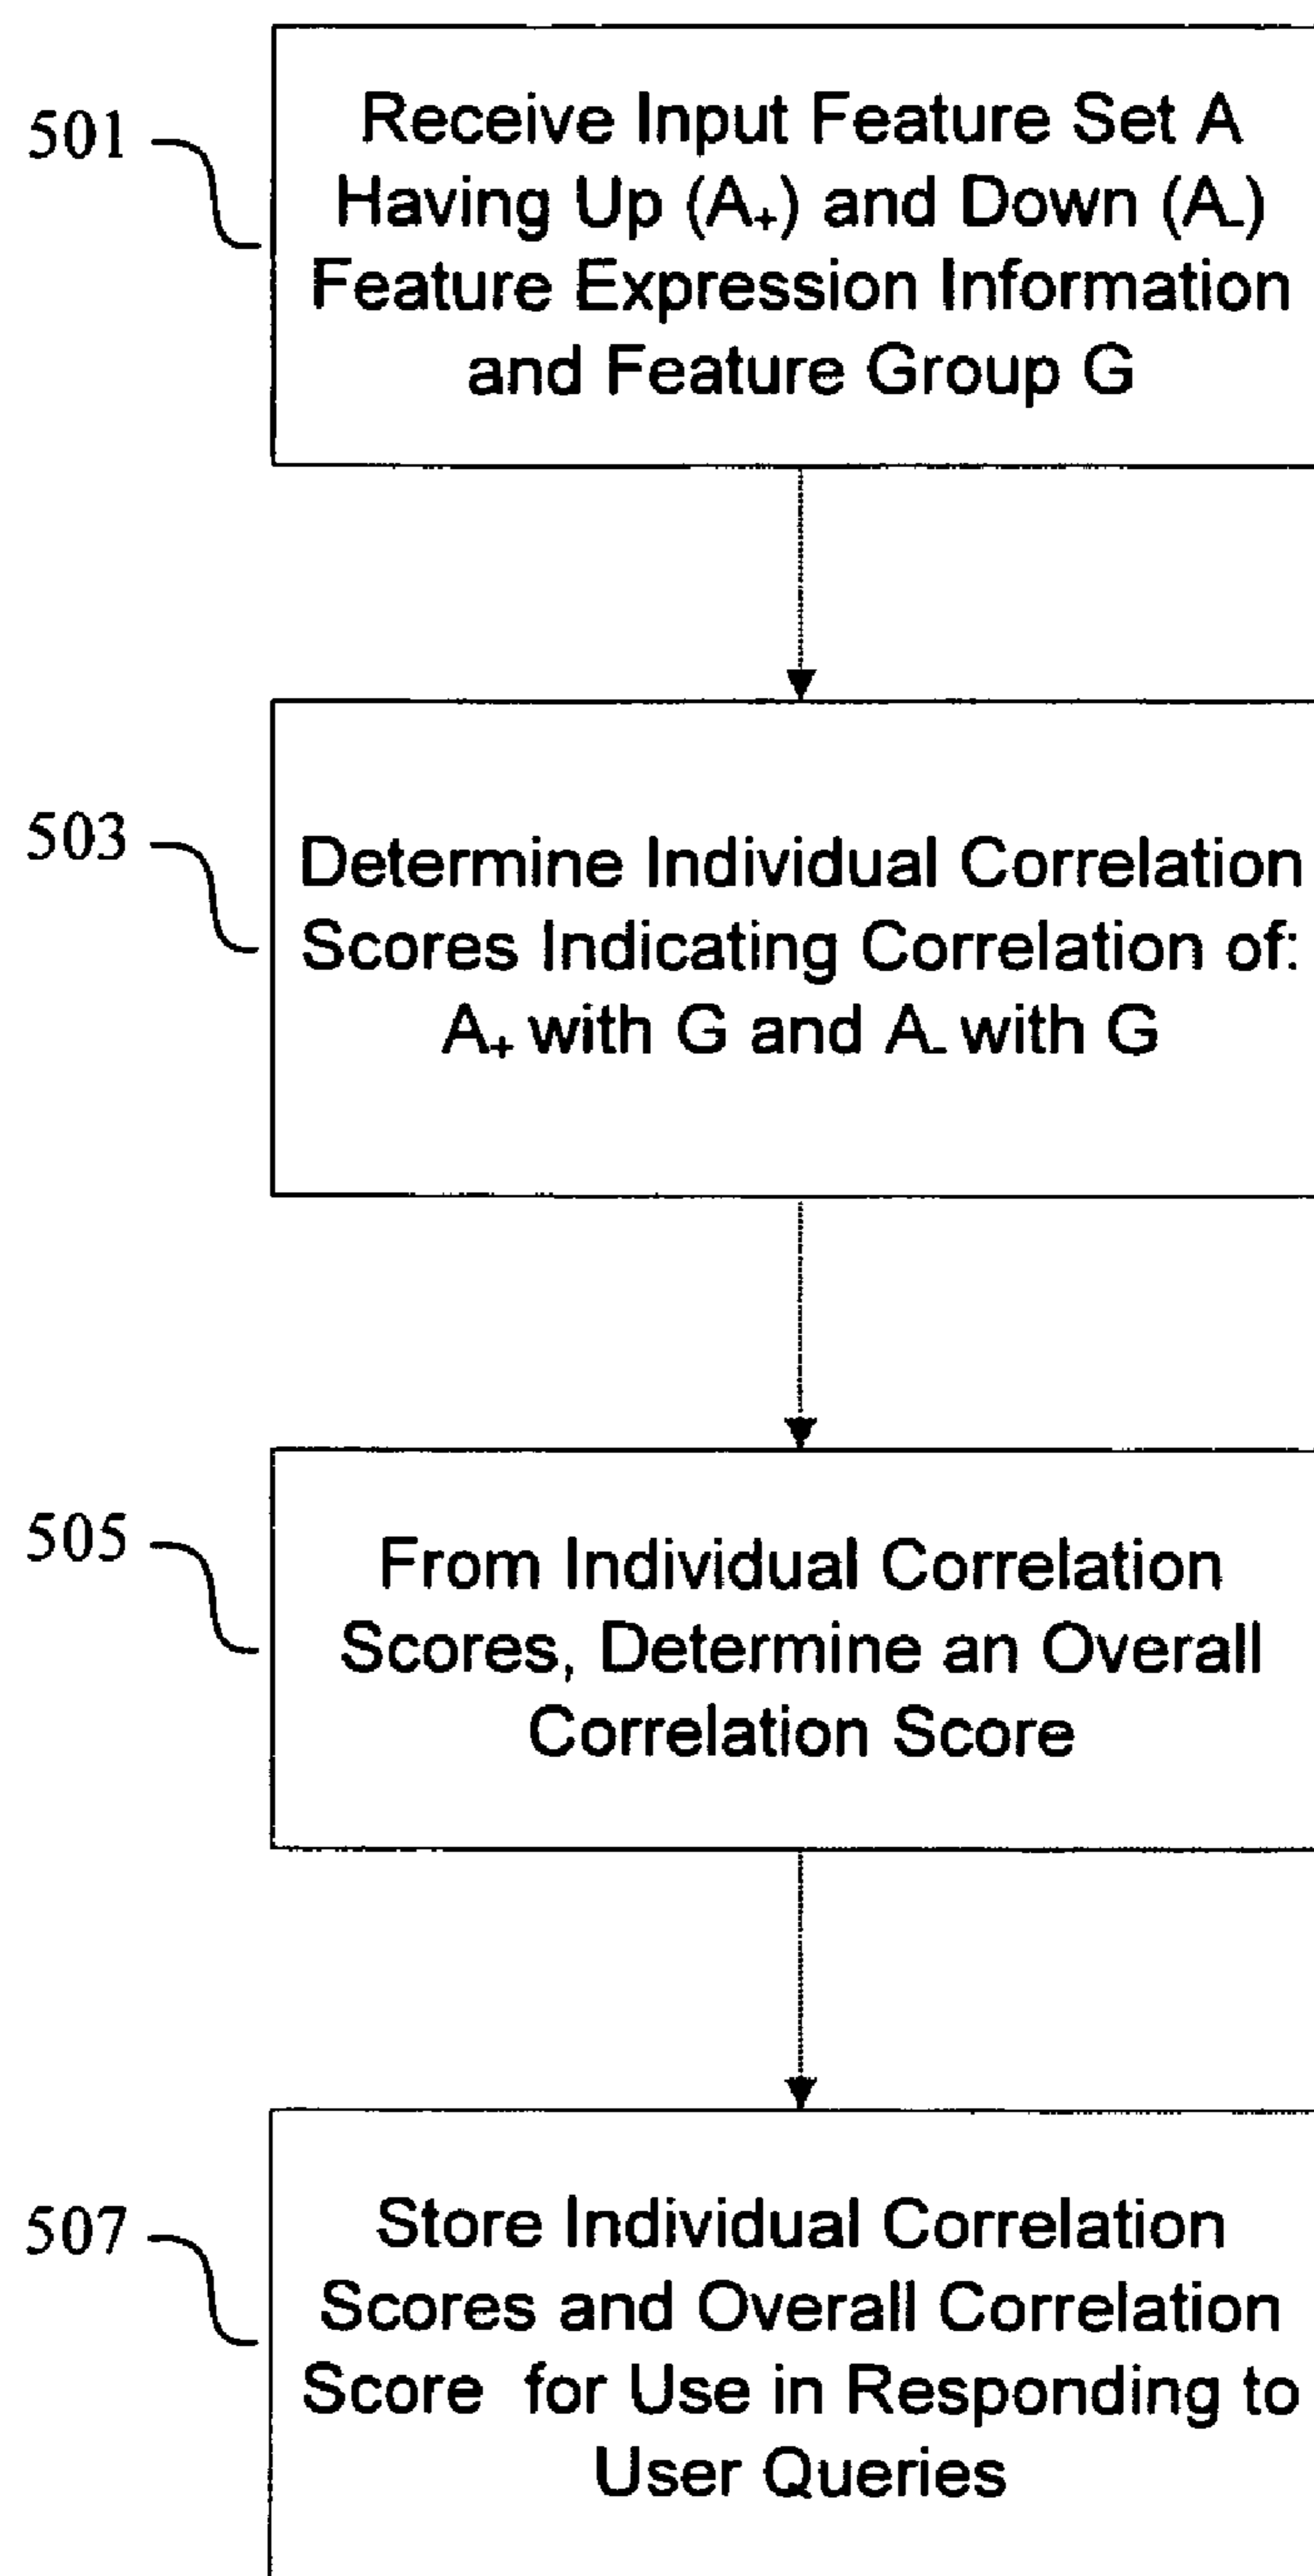 501
Receive Input Feature Set A
Having Up (A₊) and Down (A₋)
Feature Expression Information
and Feature Group G
503
Determine Individual Correlation
Scores Indicating Correlation of:
A₊ with G and A₋ with G
505
From Individual Correlation
Scores, Determine an Overall
Correlation Score
507
Store Individual Correlation
Scores and Overall Correlation
Score for Use in Responding to
User Queries